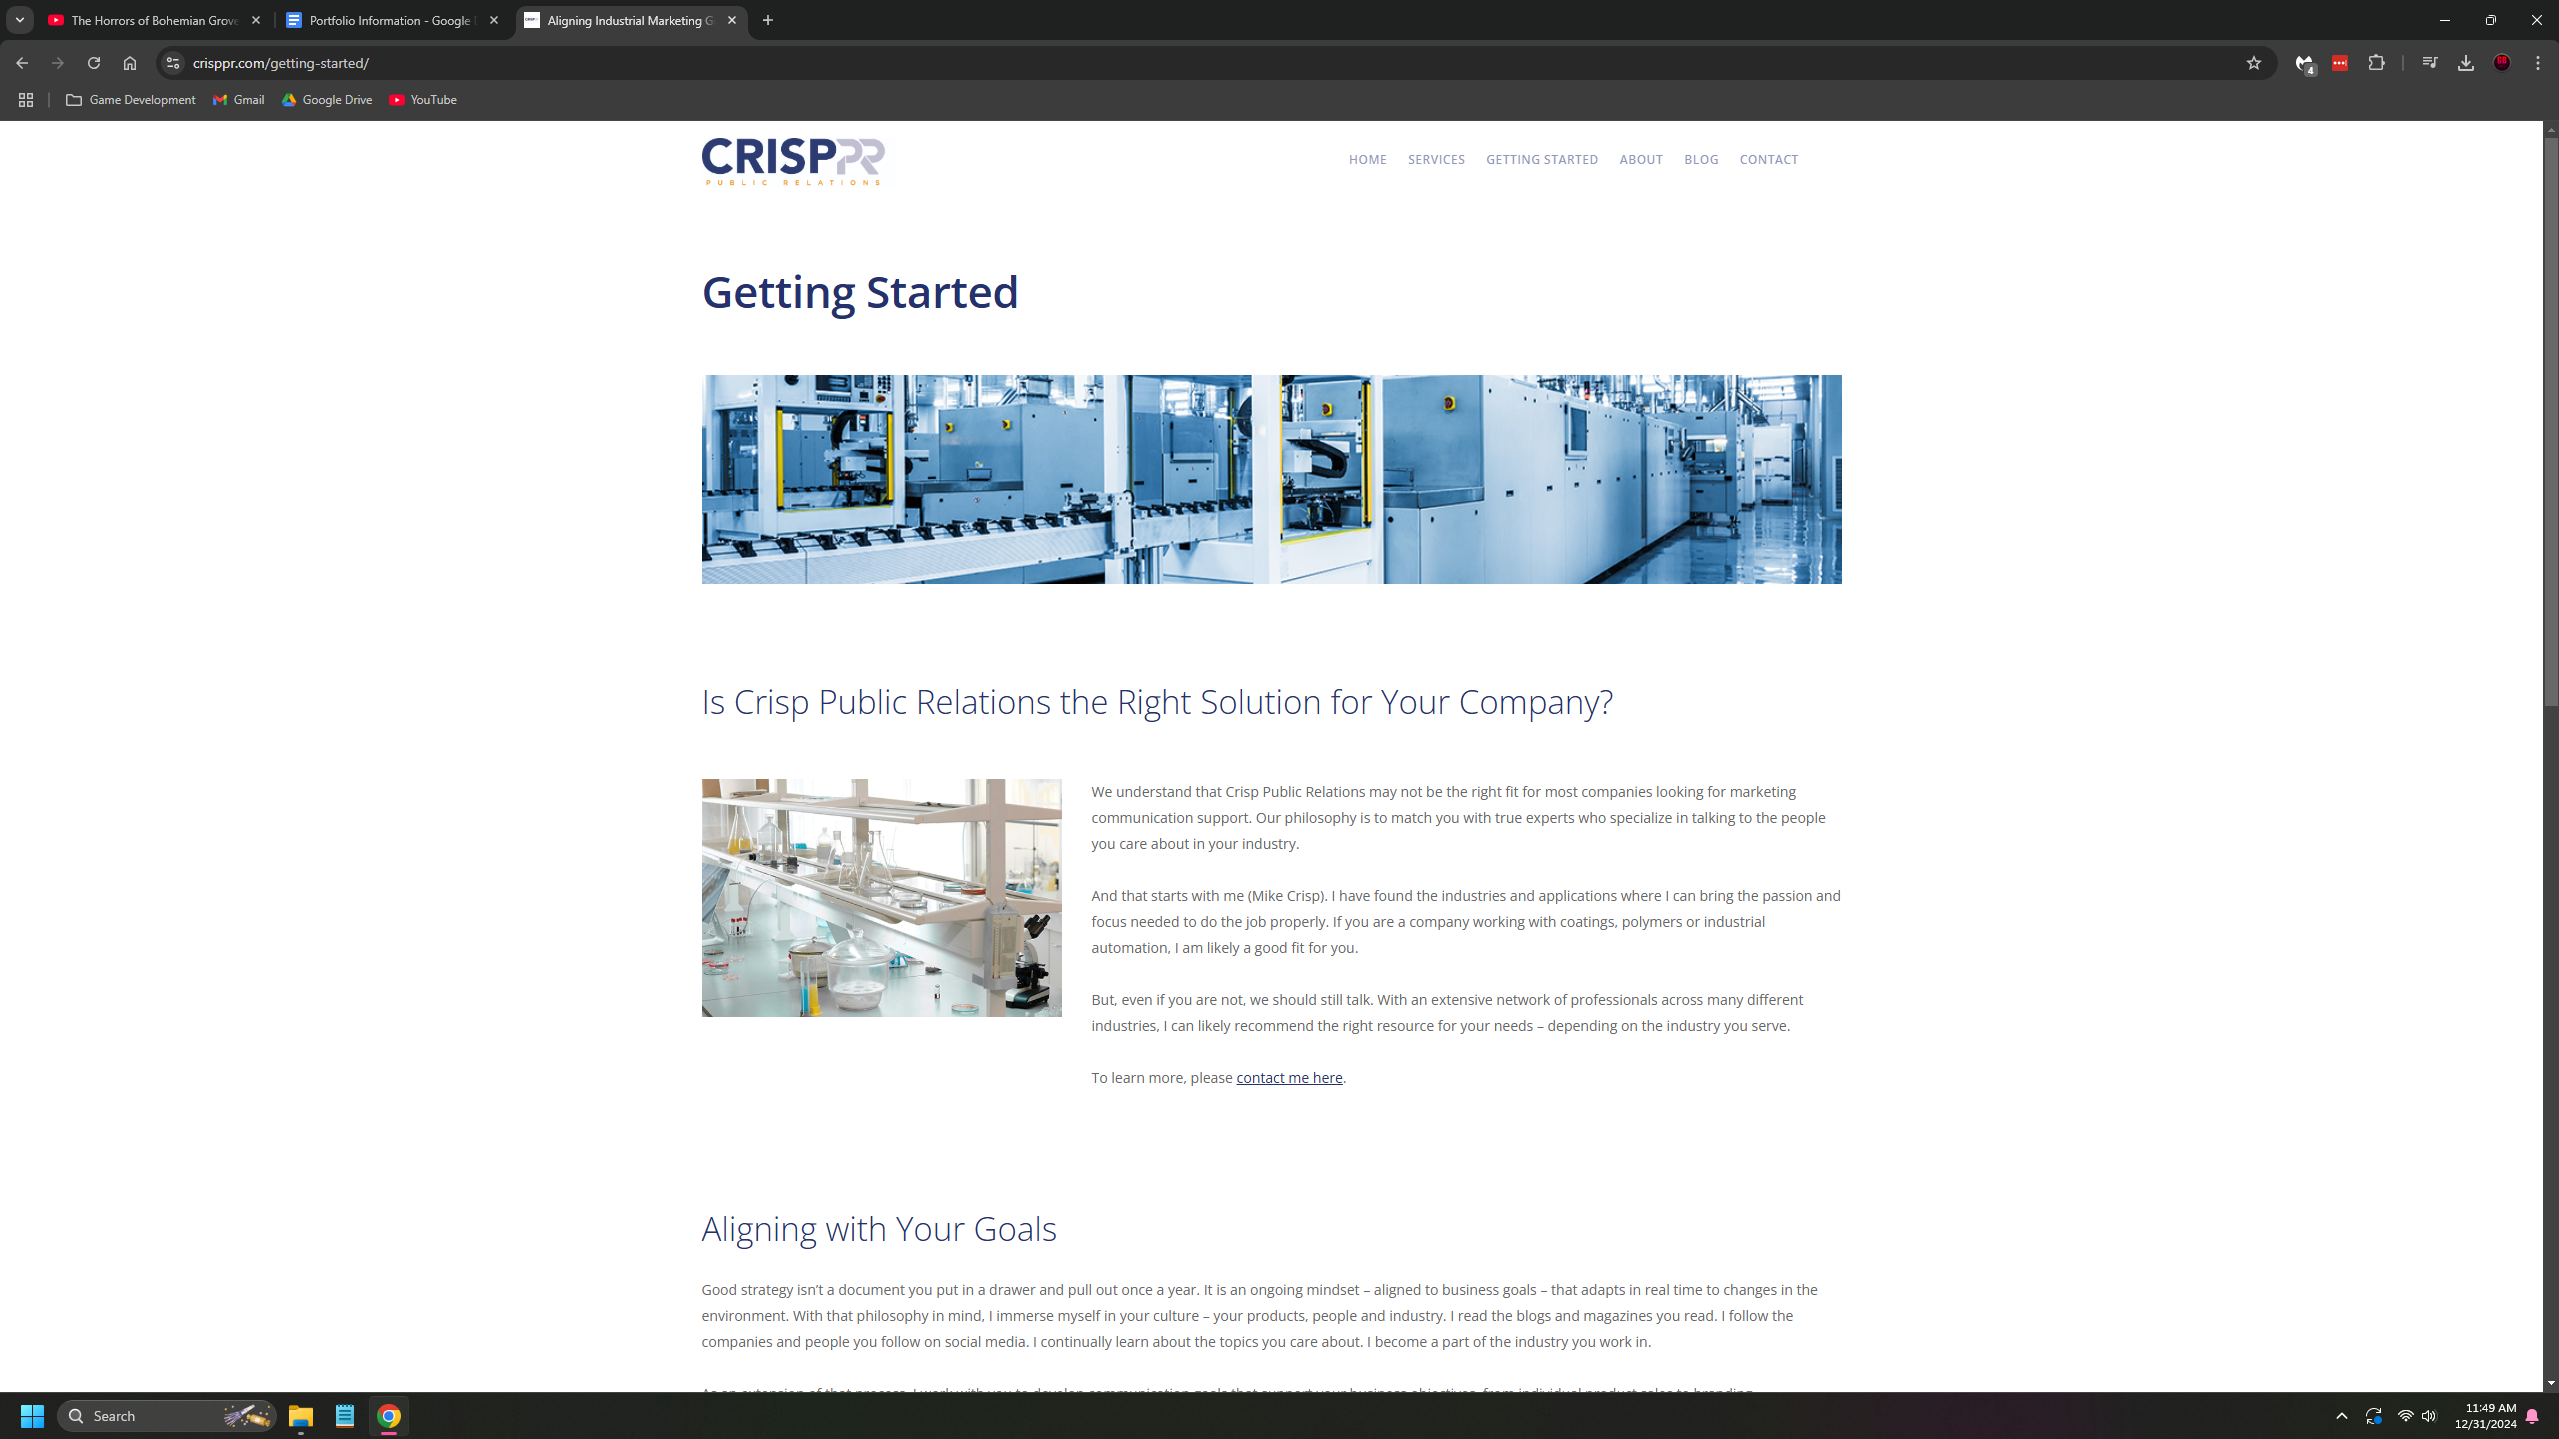 The Horrors of Bohemian Grove
Portfolio Information - Google
Aligning Industrial Marketing G
crisppr.com/getting-started/
4
Game Development
Gmail
Google Drive
YouTube
CRISPPR
PUBLIC RELATIONS
HOME
SERVICES
GETTING STARTED
ABOUT
BLOG
CONTACT
Getting Started
Is Crisp Public Relations the Right Solution for Your Company?
We understand that Crisp Public Relations may not be the right fit for most companies looking for marketing
communication support. Our philosophy is to match you with true experts who specialize in talking to the people
you care about in your industry.
And that starts with me (Mike Crisp). I have found the industries and applications where I can bring the passion and
focus needed to do the job properly. If you are a company working with coatings, polymers or industrial
automation, I am likely a good fit for you.
But, even if you are not, we should still talk. With an extensive network of professionals across many different
industries, I can likely recommend the right resource for your needs – depending on the industry you serve.
To learn more, please contact me here.
Aligning with Your Goals
Good strategy isn’t a document you put in a drawer and pull out once a year. It is an ongoing mindset – aligned to business goals – that adapts in real time to changes in the
environment. With that philosophy in mind, I immerse myself in your culture – your products, people and industry. I read the blogs and magazines you read. I follow the
companies and people you follow on social media. I continually learn about the topics you care about. I become a part of the industry you work in.
Search
11:49 AM
12/31/2024